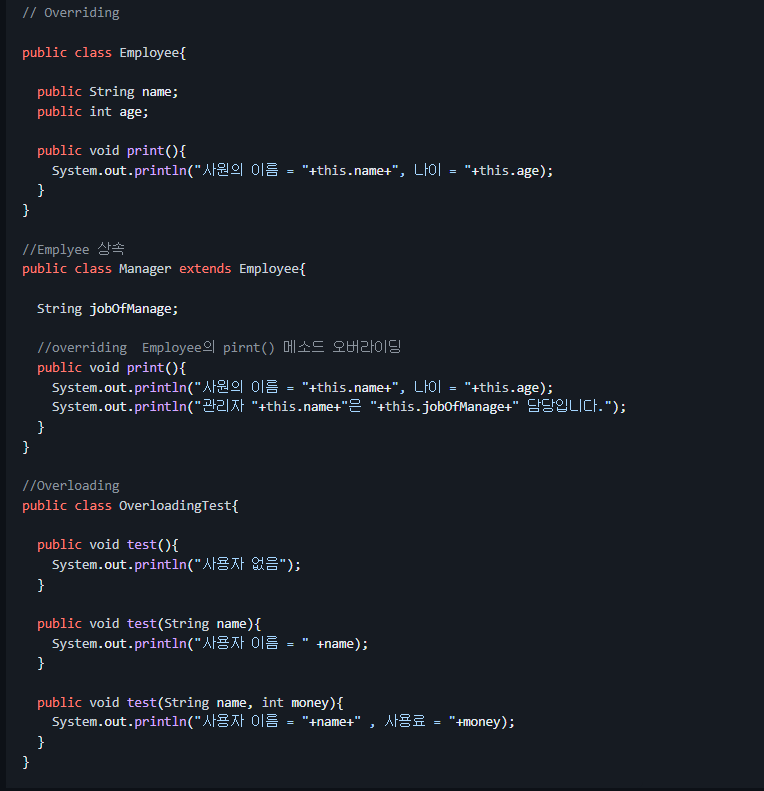 // Overriding
public class Employee{
public String name;
public int age;
public void print(){
System.out.println("사원의 이름 = "+this.name+", 나이 = "+this.age);
}
}
//Emplyee 상속
public class Manager extends Employee{
String jobOfManage;
//overriding  Employee의 pirnt() 메소드 오버라이딩
public void print(){
System.out.println("사원의 이름 = "+this.name+", 나이 = "+this.age);
System.out.println("관리자 "+this.name+"은 "+this.jobOfManage+" 담당입니다.");
}
}
//Overloading
public class OverloadingTest{
public void test(){
System.out.println("사용자 없음");
}
public void test(String name){
System.out.println("사용자 이름 = " +name);
}
public void test(String name, int money){
System.out.println("사용자 이름 = "+name+" , 사용료 = "+money);
}
}